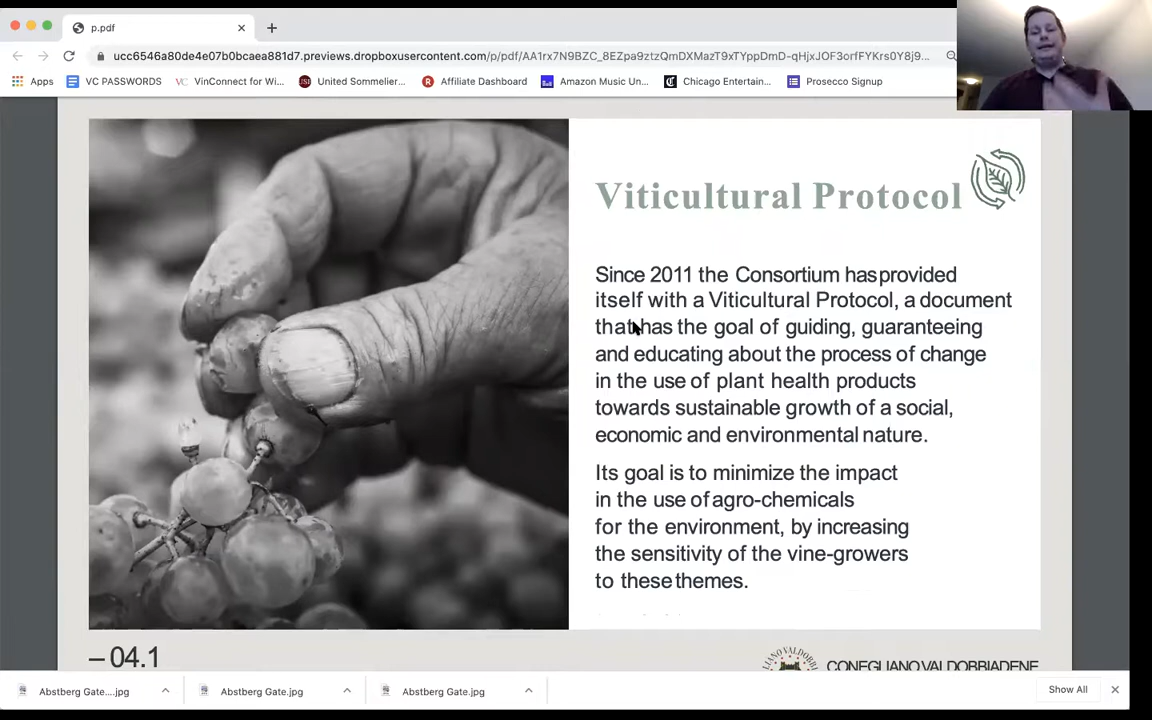 p.pdf
ucc6546a80de4e07b0bcaea881d7.previews.dropboxusercontent.com/p/pdf/AA1rx7N9BZC_8EZpa9ztzQmDXMazT9xTYppDmD-qHjxJOF3orfFYKrs0Y8j9...
Apps VC PASSWORDS VinConnect for Wi... United Sommelier... Affiliate Dashboard Amazon Music Un... Chicago Entertain... Prosecco Signup
Viticultural Protocol
Since 2011 the Consortium has provided
itself with a Viticultural Protocol, a document
that has the goal of guiding, guaranteeing
and educating about the process of change
in the use of plant health products
towards sustainable growth of a social,
economic and environmental nature.
Its goal is to minimize the impact
in the use of agro-chemicals
for the environment, by increasing
the sensitivity of the vine-growers
to these themes.
– 04.1
CONEGLIANO VALDOBBIADENE
Abstberg Gate....jpg Abstberg Gate.jpg Abstberg Gate.jpg Show All